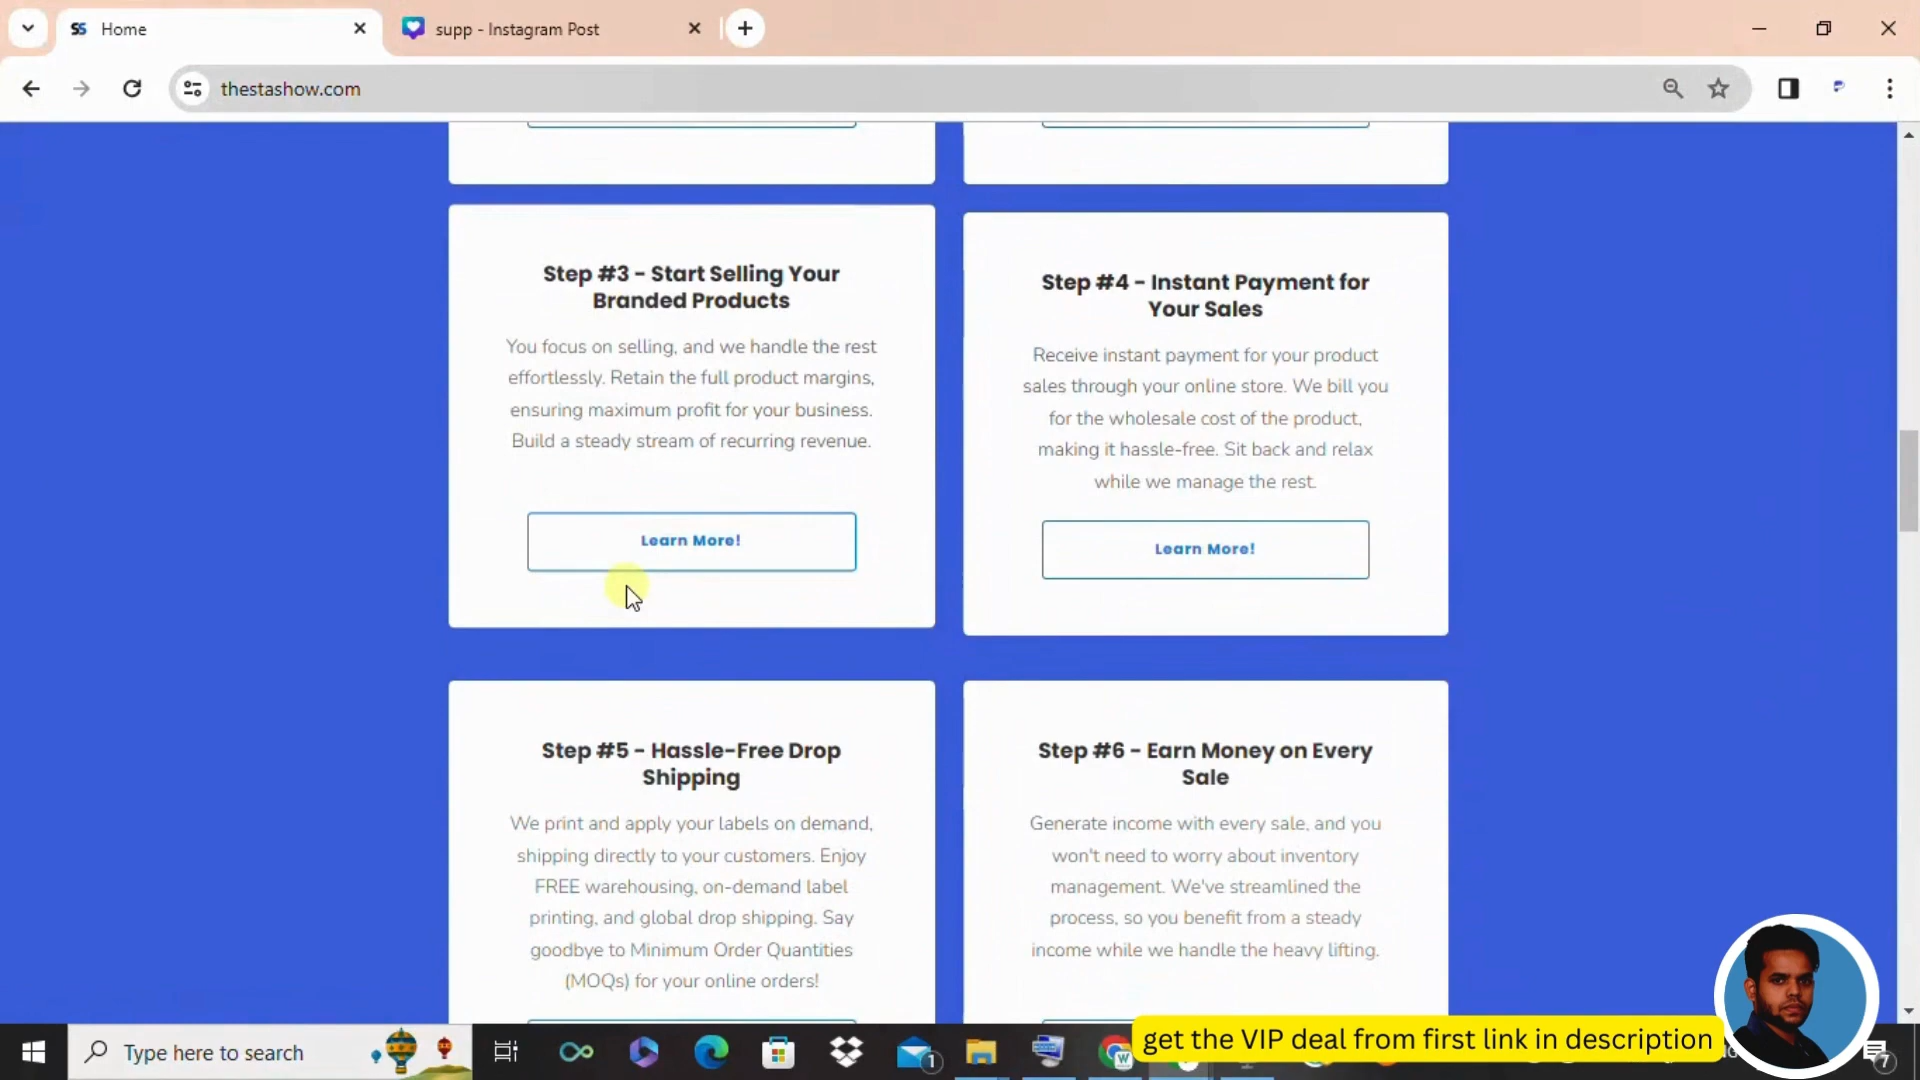 Home
supp - Instagram Post
thestashow.com
Step #3 - Start Selling Your
Branded Products
You focus on selling, and we handle the rest
effortlessly. Retain the full product margins,
ensuring maximum profit for your business.
Build a steady stream of recurring revenue.
Learn More!
Step #4 - Instant Payment for
Your Sales
Receive instant payment for your product
sales through your online store. We bill you
for the wholesale cost of the product,
making it hassle-free. Sit back and relax
while we manage the rest.
Learn More!
Step #5 - Hassle-Free Drop
Shipping
We print and apply your labels on demand,
shipping directly to your customers. Enjoy
FREE warehousing, on-demand label
printing, and global drop shipping. Say
goodbye to Minimum Order Quantities
(MOQs) for your online orders!
Step #6 - Earn Money on Every
Sale
Generate income with every sale, and you
won't need to worry about inventory
management. We've streamlined the
process, so you benefit from a steady
income while we handle the heavy lifting.
Type here to search
1
get the VIP deal from first link in description
7